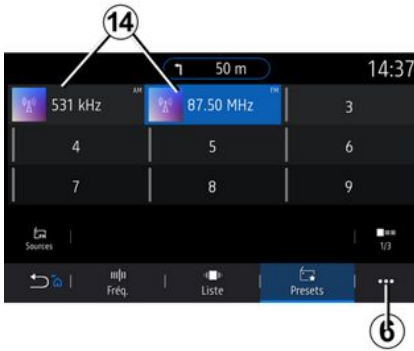 14
50 m 14:37
531 kHz AM 87.50 MHz FM 3
4 5 6
7 8 9
Sources 1/3
Fréq. Liste Presets
6